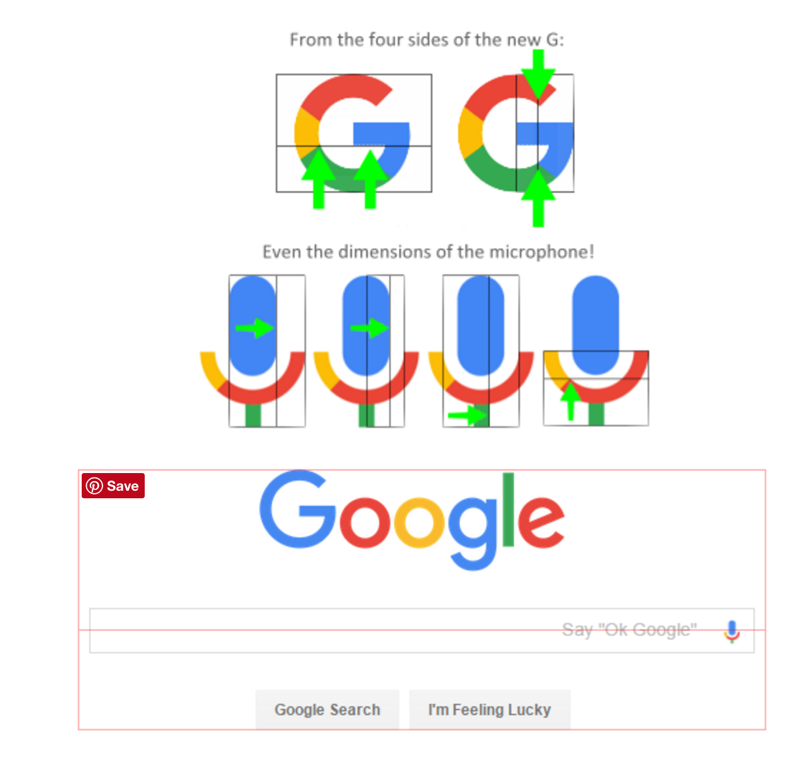 From the four sides of the new G:
Even the dimensions of the microphone!
Save
Google
Say "Ok Google"
Google Search
I'm Feeling Lucky